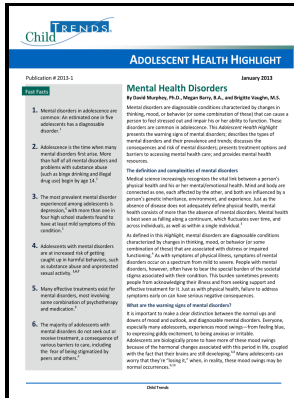 Child TRENDS
ADOLESCENT HEALTH HIGHLIGHT
Publication # 2013-1
January 2013
Fast Facts
1. Mental disorders in adolescence are
common: An estimated one in five
adolescents has a diagnosable
disorder.1
2. Adolescence is the time when many
mental disorders first arise. More
than half of all mental disorders and
problems with substance abuse
(such as binge drinking and illegal
drug use) begin by age 14.2
3. The most prevalent mental disorder
experienced among adolescents is
depression,3 with more than one in
four high school students found to
have at least mild symptoms of this
condition.
4. Adolescents with mental disorders
are at increased risk of getting
caught up in harmful behaviors, such
as substance abuse and unprotected
sexual activity.
5. Many effective treatments exist for
mental disorders, most involving
some combination of psychotherapy
and medication.
6. The majority of adolescents with
mental disorders do not seek out or
receive treatment, a consequence of
various barriers to care, including
the fear of being stigmatized by
peers and others.
Mental Health Disorders
By David Murphey, Ph.D., Megan Barry, B.A., and Brigitte Vaughn, M.S.
Mental disorders are diagnosable conditions characterized by changes in
thinking, mood, or behavior (or some combination of these) that can cause a
person to feel stressed out and impair his or her ability to function. These
disorders are common in adolescence. This Adolescent Health Highlight
presents the warning signs of mental disorders; describes the types of
mental disorders and their prevalence and trends; discusses the
consequences and risk of mental disorders; presents treatment options and
barriers to accessing mental health care; and provides mental health
resources.
The definition and complexities of mental disorders
Medical science increasingly recognizes the vital link between a person's
physical health and his or her mental/emotional health. Mind and body are
connected as one, each affected by the other, and both are influenced by a
person's genetic inheritance, environment, and experience. Just as the
absence of disease does not adequately define physical health, mental
health consists of more than the absence of mental disorders. Mental health
is best seen as falling along a continuum, which fluctuates over time, and
across individuals, as well as within a single individual.
As defined in this Highlight, mental disorders are diagnosable conditions
characterized by changes in thinking, mood, or behavior (or some
combination of these) that are associated with distress or impaired
functioning. As with symptoms of physical illness, symptoms of mental
disorders occur on a spectrum from mild to severe. People with mental
disorders, however, often have to bear the special burden of the societal
stigma associated with their condition. This burden sometimes prevents
people from acknowledging their illness and from seeking support and
effective treatment for it. Just as with physical health, failure to address
symptoms early on can have serious negative consequences.
What are the warning signs of mental disorders?
It is important to make a clear distinction between the normal ups and
downs of mood and outlook, and diagnosable mental disorders. Everyone,
especially many adolescents, experiences mood swings—from feeling blue,
to expressing giddy excitement, to being anxious or irritable.
Adolescents are biologically prone to have more of these mood swings
because of the hormonal changes associated with this period in life, coupled
with the fact that their brains are still developing. Many adolescents can
worry that they're "losing it," when, in reality, these mood swings may be
normal occurrences.
Child Trends